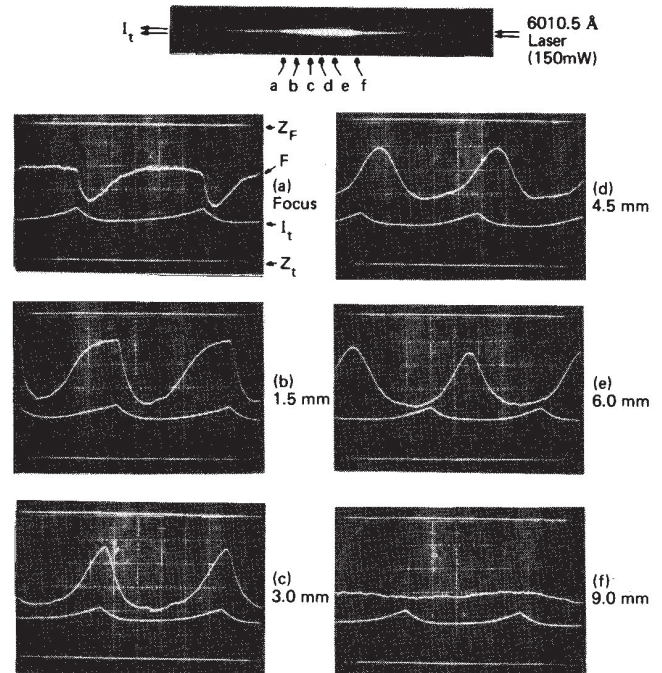 I_t
6010.5 Å
Laser
(150mW)
a b c d e f
Z_F
F
(a)
Focus
I_t
Z_t
(b)
1.5 mm
(c)
3.0 mm
(d)
4.5 mm
(e)
6.0 mm
(f)
9.0 mm